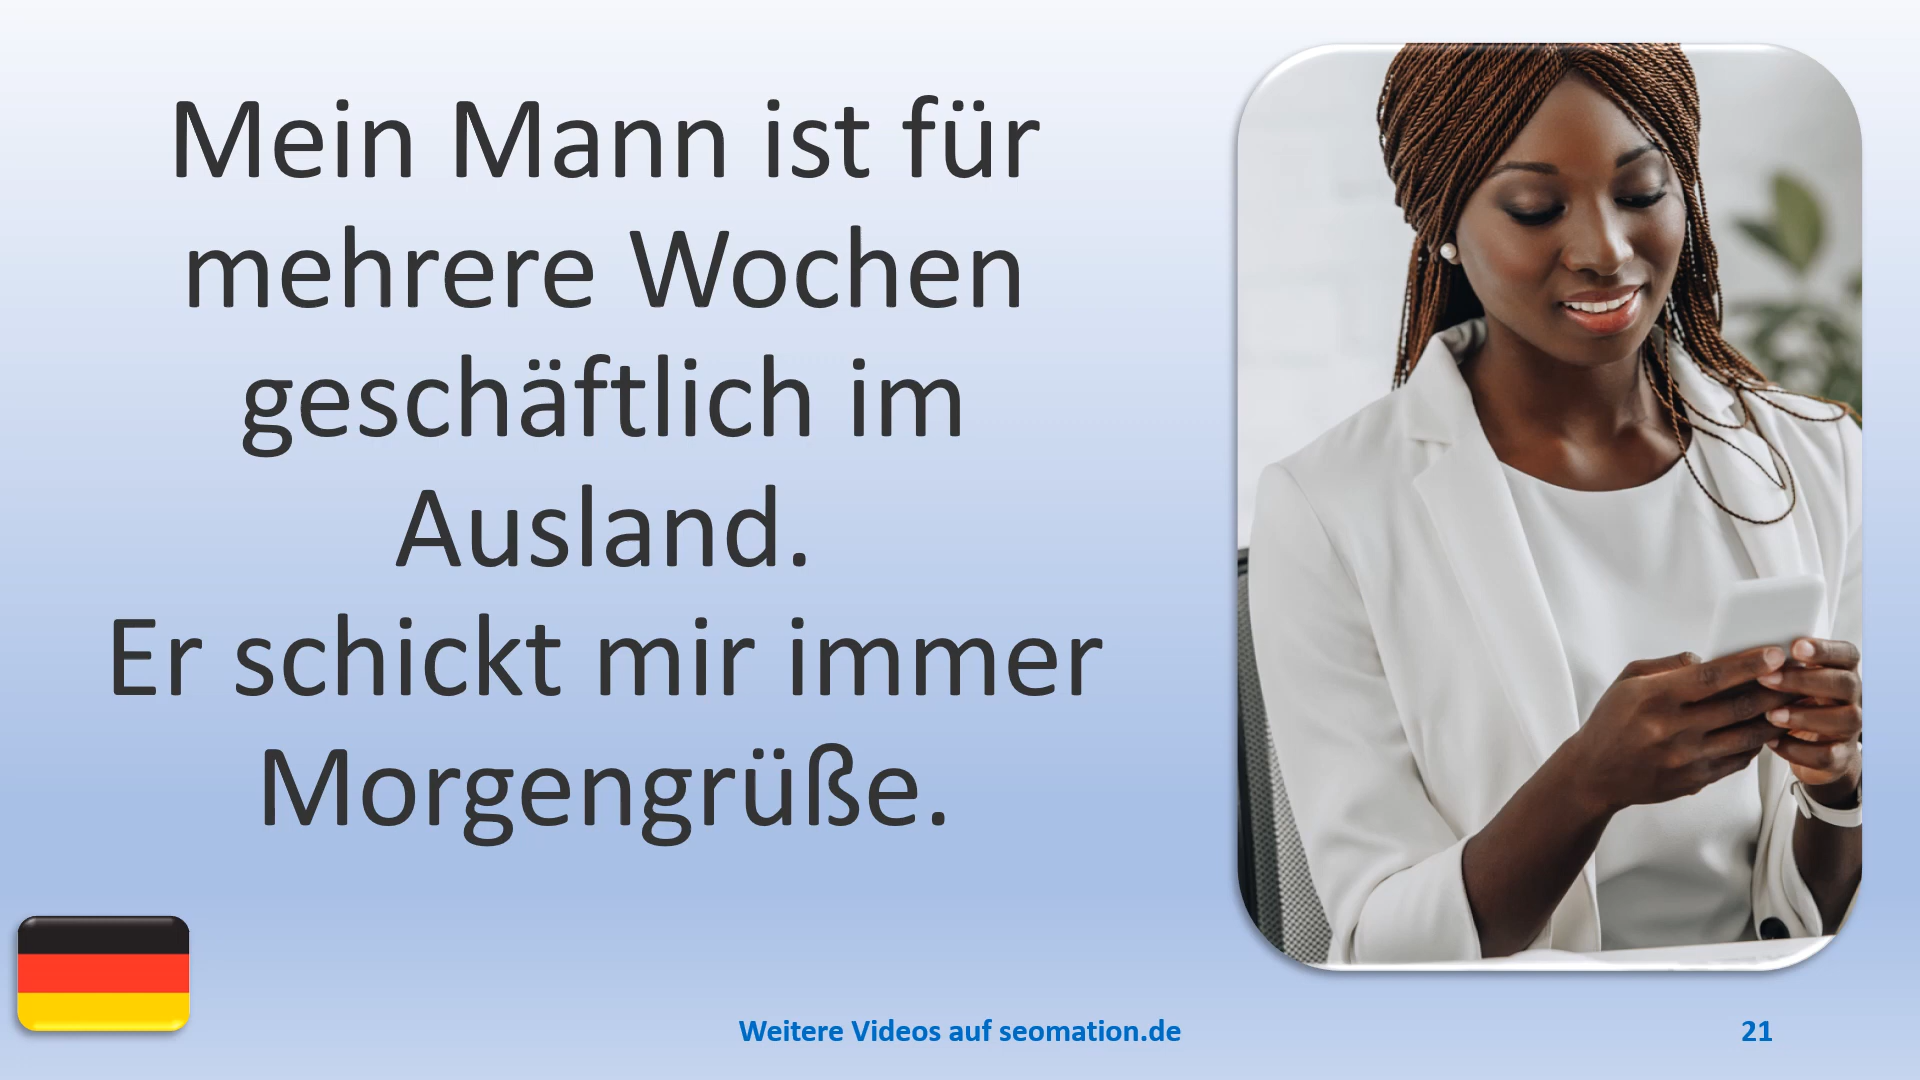 Mein Mann ist für
mehrere Wochen
geschäftlich im
Ausland.
Er schickt mir immer
Morgengrüße.
Weitere Videos auf seomation.de
21